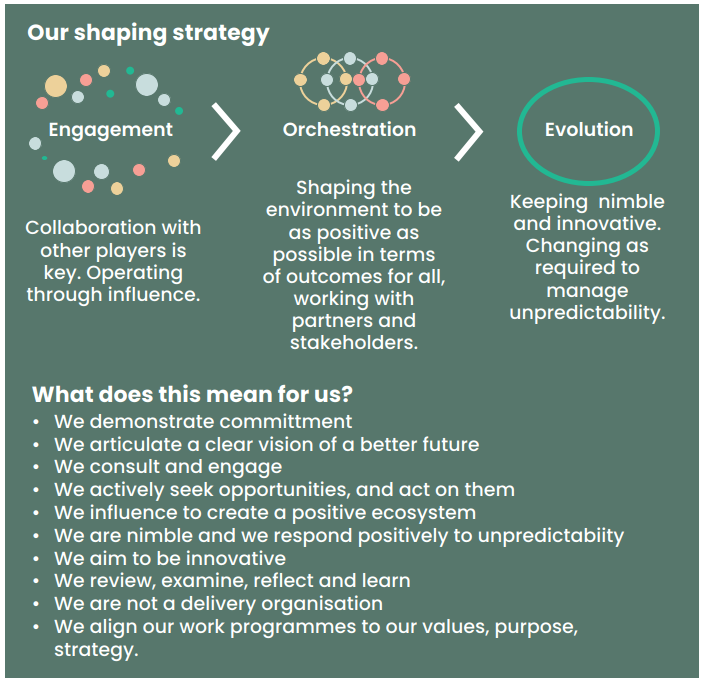 Our shaping strategy
Engagement
Collaboration with
other players is
key. Operating
through influence.
Orchestration
Shaping the
environment to be
as positive as
possible in terms
of outcomes for all,
working with
partners and
stakeholders.
Evolution
Keeping nimble
and innovative.
Changing as
required to
manage
unpredictability.
What does this mean for us?
• We demonstrate committment
• We articulate a clear vision of a better future
• We consult and engage
• We actively seek opportunities, and act on them
• We influence to create a positive ecosystem
• We are nimble and we respond positively to unpredictabiity
• We aim to be innovative
• We review, examine, reflect and learn
• We are not a delivery organisation
• We align our work programmes to our values, purpose,
strategy.